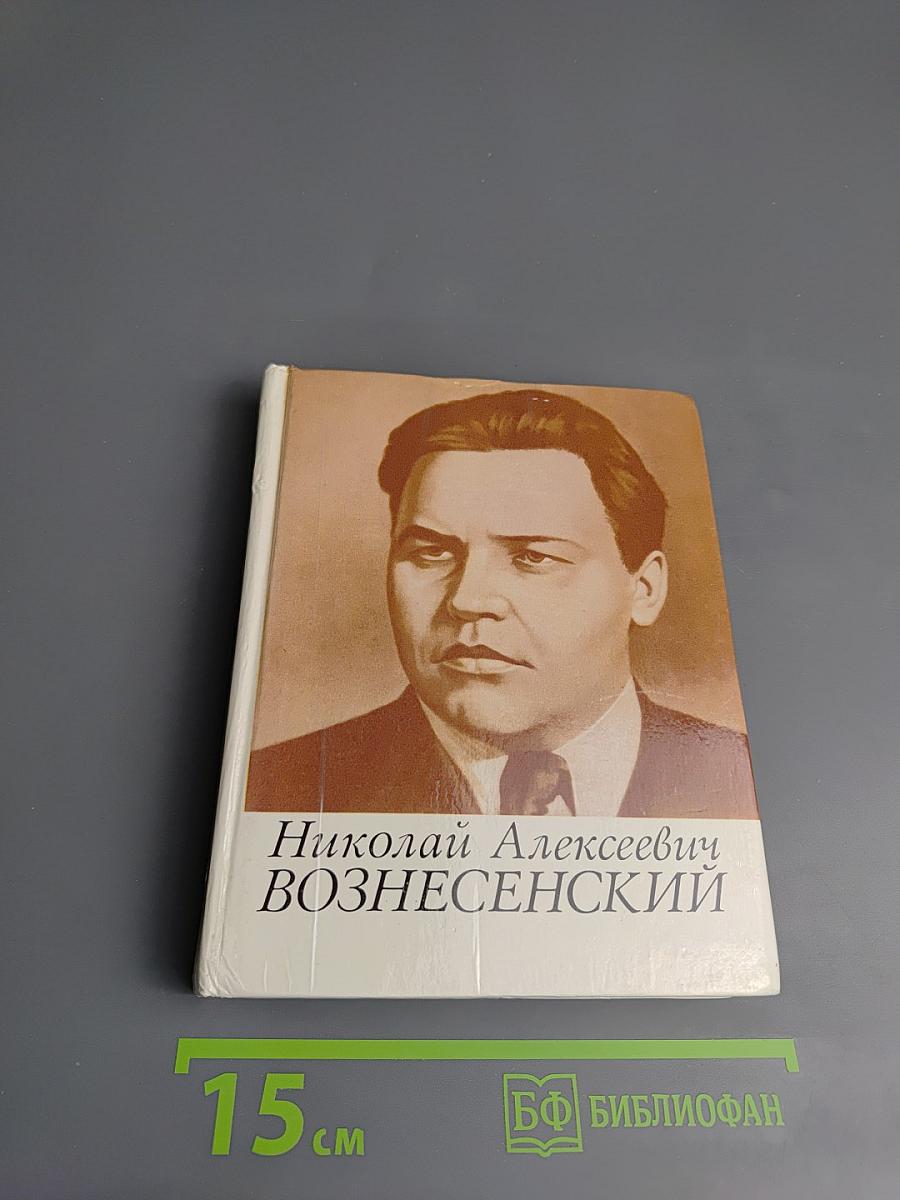 Николай Алексеевич
ВОЗНЕСЕНСКИЙ
15 см
БФ БИБЛИОФАН